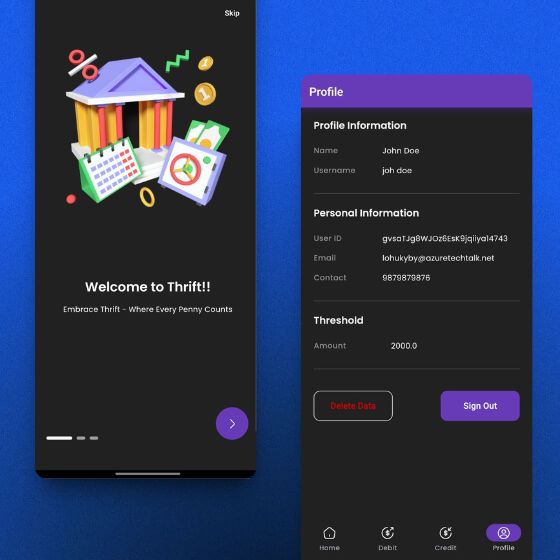 Skip
Welcome to Thrift!!
Embrace Thrift - Where Every Penny Counts
Profile
Profile Information
Name John Doe
Username joh doe
Personal Information
User ID gvsaTJg8WJOz6EsK9jqiiya14743
Email lohukyby@azuretechtalk.net
Contact 9879879876
Threshold
Amount 2000.0
Delete Data Sign Out
Home Debit Credit Profile